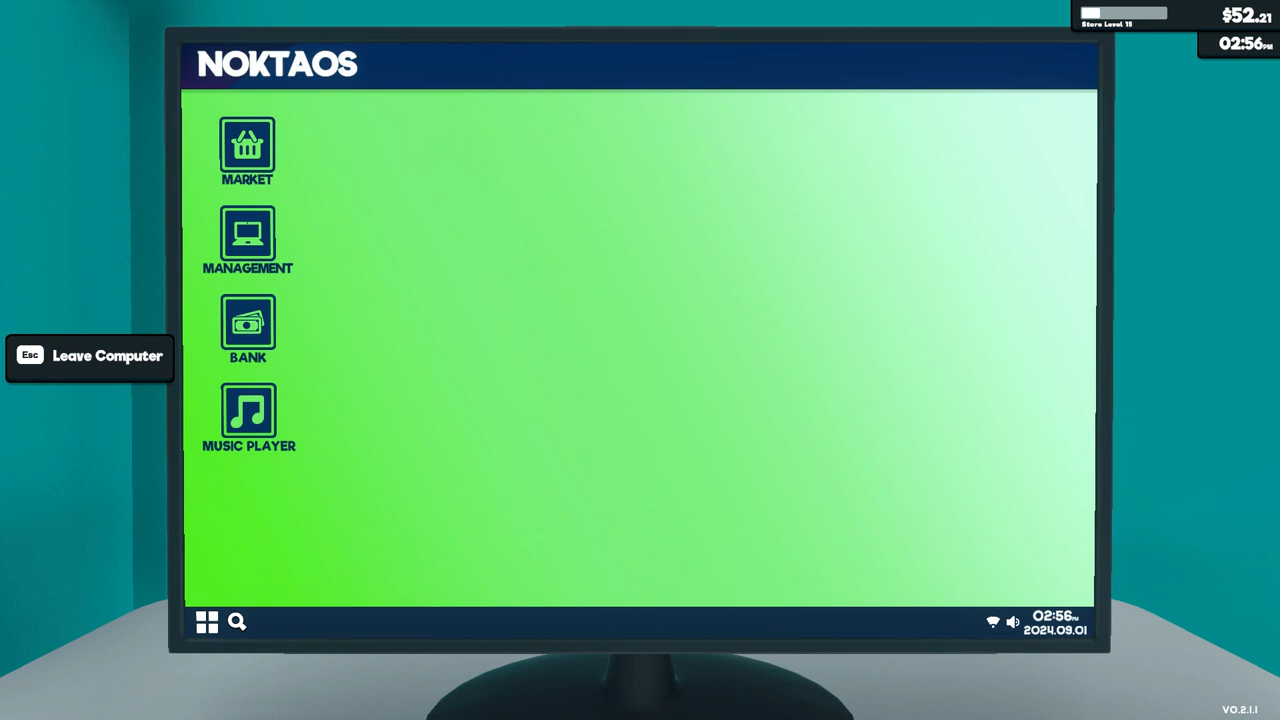 $52.21
Store Level 15
02:56PM
NOKTAOS
MARKET
MANAGEMENT
Esc Leave Computer
BANK
MUSIC PLAYER
02:56PM
2024.09.01
V0.2.1.1